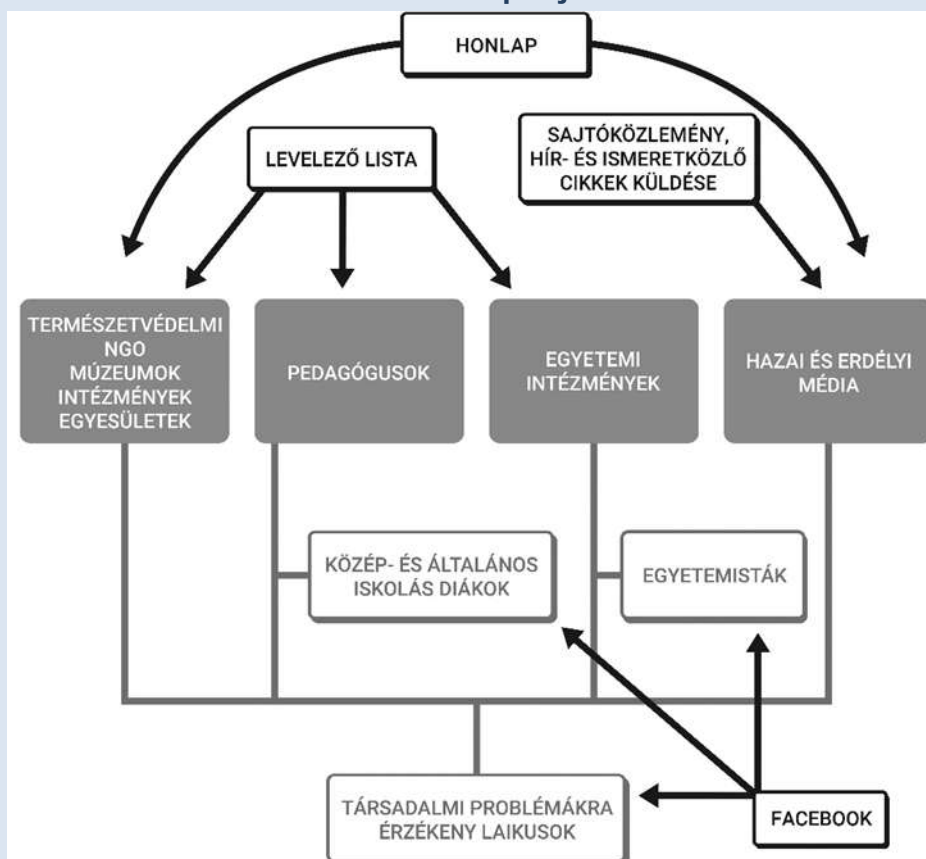 HONLAP
LEVELEZŐ LISTA
SAJTÓKÖZLEMÉNY,
HÍR- ÉS ISMERETKÖZLŐ
CIKKEK KÜLDÉSE
TERMÉSZETVÉDELMI
NGO
MÚZEUMOK
INTÉZMÉNYEK
EGYESÜLETEK
PEDAGÓGUSOK
EGYETEMI
INTÉZMÉNYEK
HAZAI ÉS ERDÉLYI
MÉDIA
KÖZÉP- ÉS ÁLTALÁNOS
ISKOLÁS DIÁKOK
EGYETEMISTÁK
TÁRSADALMI PROBLÉMÁKRA
ÉRZÉKENY LAIKUSOK
FACEBOOK